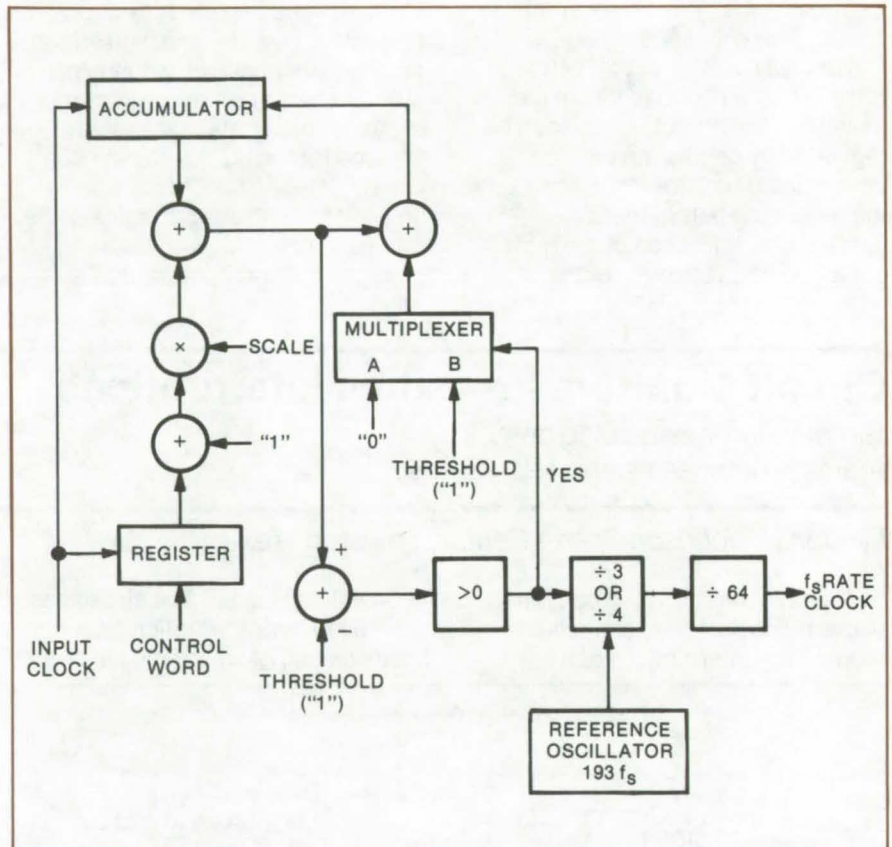 ACCUMULATOR
+
+
MULTIPLEXER
A B
×
SCALE
"0"
THRESHOLD
("1")
YES
+
"1"
REGISTER
+
+
−
>0
÷ 3
OR
÷ 4
÷ 64
fs RATE
CLOCK
INPUT
CLOCK
CONTROL
WORD
THRESHOLD
("1")
REFERENCE
OSCILLATOR
193 fs